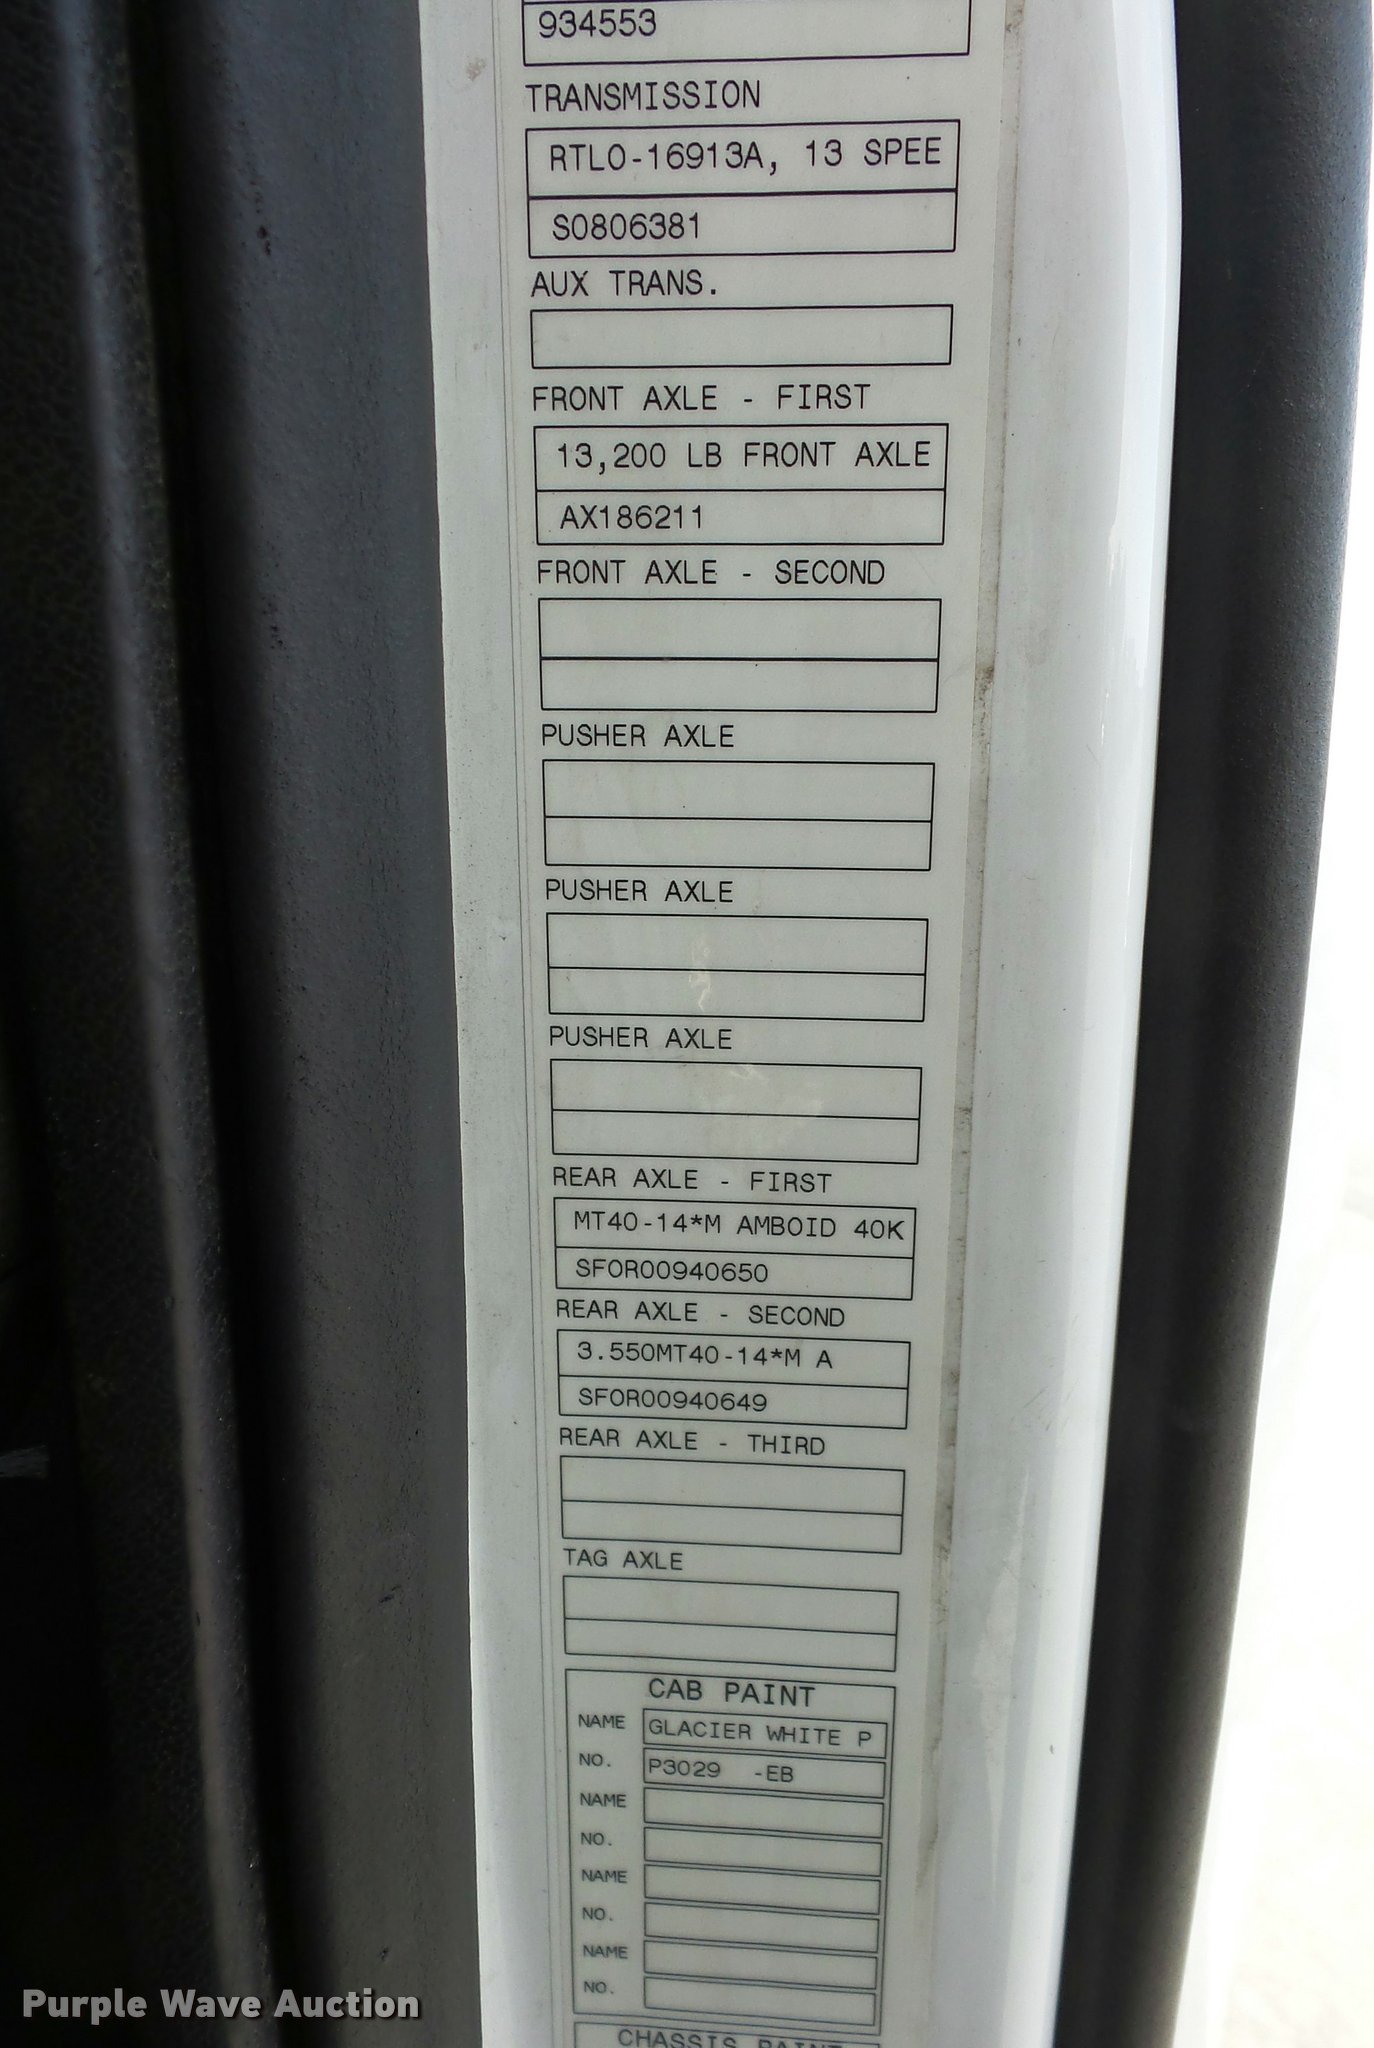 934553
TRANSMISSION
RTLO-16913A, 13 SPEE
S0806381
AUX TRANS.
FRONT AXLE - FIRST
13,200 LB FRONT AXLE
AX186211
FRONT AXLE - SECOND
PUSHER AXLE
PUSHER AXLE
PUSHER AXLE
REAR AXLE - FIRST
MT40-14*M AMBOID 40K
SFOR00940650
REAR AXLE - SECOND
3.550MT40-14*M A
SFOR00940649
REAR AXLE - THIRD
TAG AXLE
CAB PAINT
NAME GLACIER WHITE P
NO. P3029 -EB
NAME
NO.
NAME
NO.
NAME
NO.
CHASSIS PAINT
Purple Wave Auction